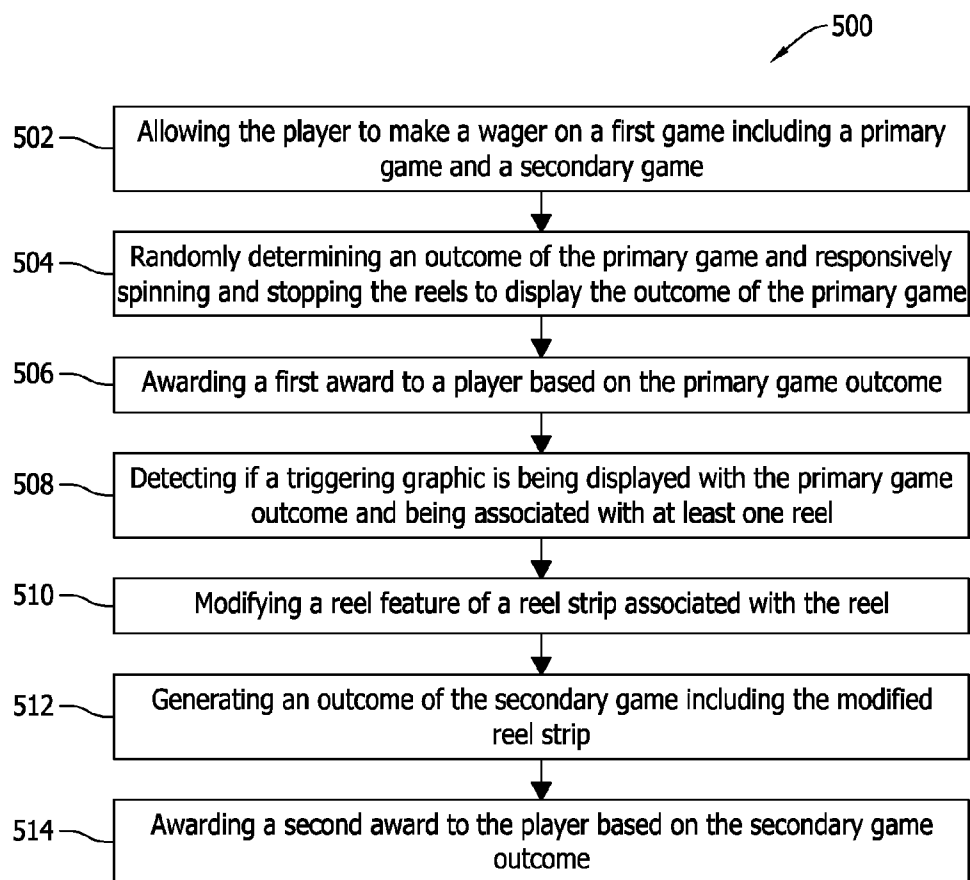 500
502
Allowing the player to make a wager on a first game including a primary
game and a secondary game
504
Randomly determining an outcome of the primary game and responsively
spinning and stopping the reels to display the outcome of the primary game
506
Awarding a first award to a player based on the primary game outcome
508
Detecting if a triggering graphic is being displayed with the primary game
outcome and being associated with at least one reel
510
Modifying a reel feature of a reel strip associated with the reel
512
Generating an outcome of the secondary game including the modified
reel strip
514
Awarding a second award to the player based on the secondary game
outcome